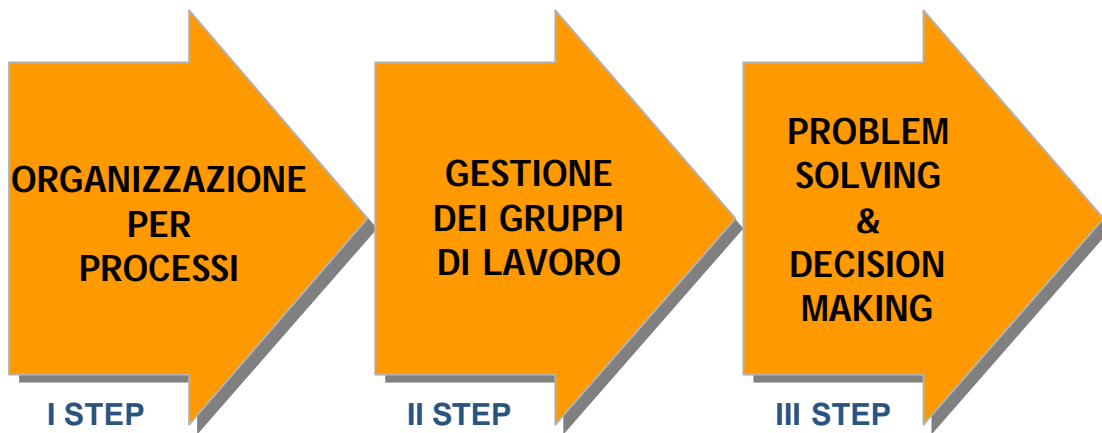 ORGANIZZAZIONE
PER
PROCESSI
GESTIONE
DEI GRUPPI
DI LAVORO
PROBLEM
SOLVING
&
DECISION
MAKING
I STEP
II STEP
III STEP